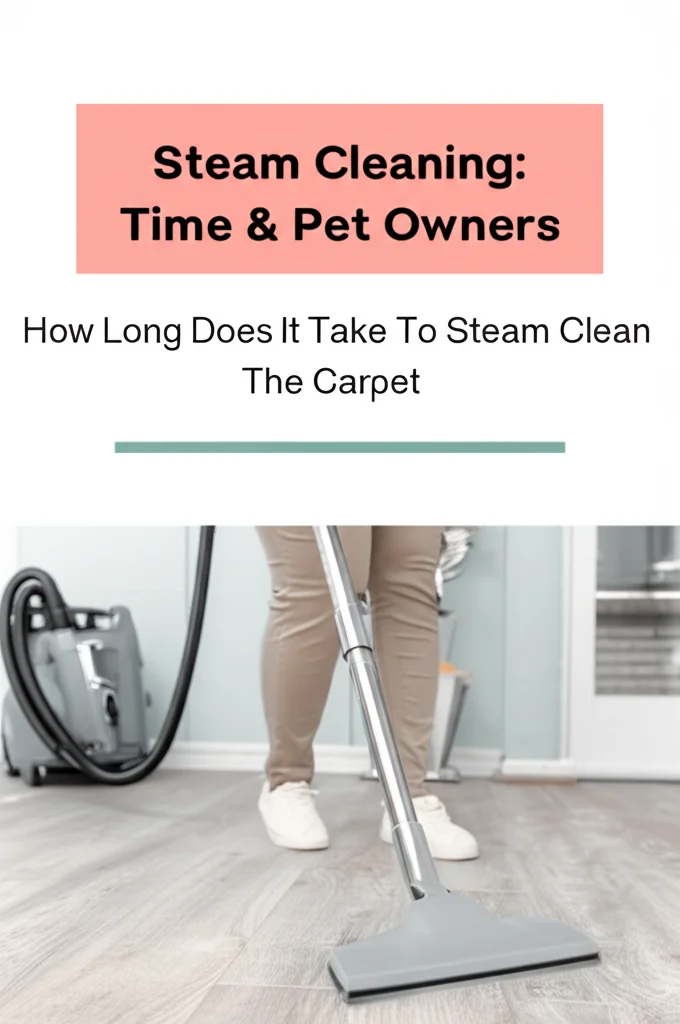 Steam Cleaning:
Time & Pet Owners
How Long Does It Take To Steam Clean
The Carpet